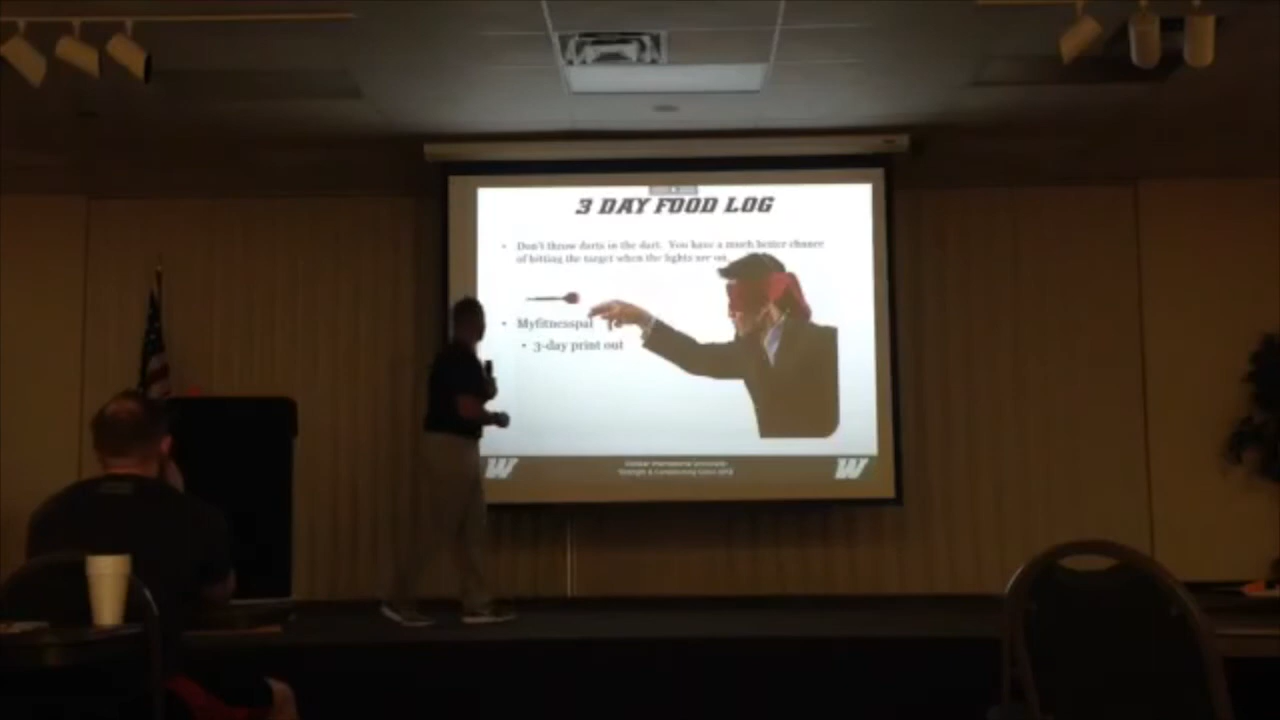 3 DAY FOOD LOG
• Don't throw darts in the dart. You have a much better chance
of hitting the target when the lights are on
• Myfitnesspal
• 3-day print out
W
W